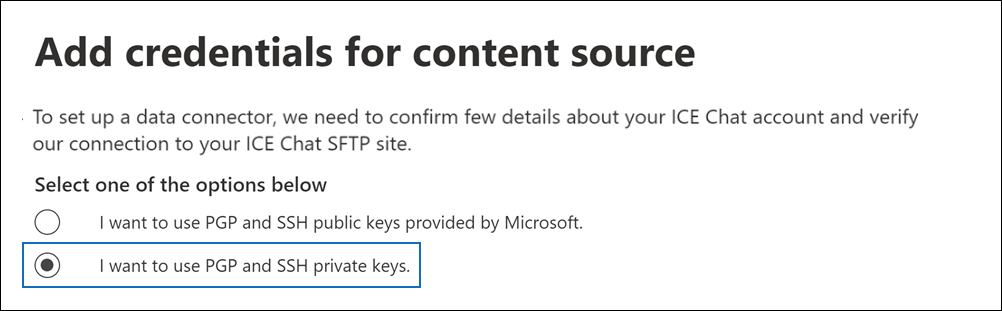 Add credentials for content source
To set up a data connector, we need to confirm few details about your ICE Chat account and verify
our connection to your ICE Chat SFTP site.
Select one of the options below
I want to use PGP and SSH public keys provided by Microsoft.
I want to use PGP and SSH private keys.